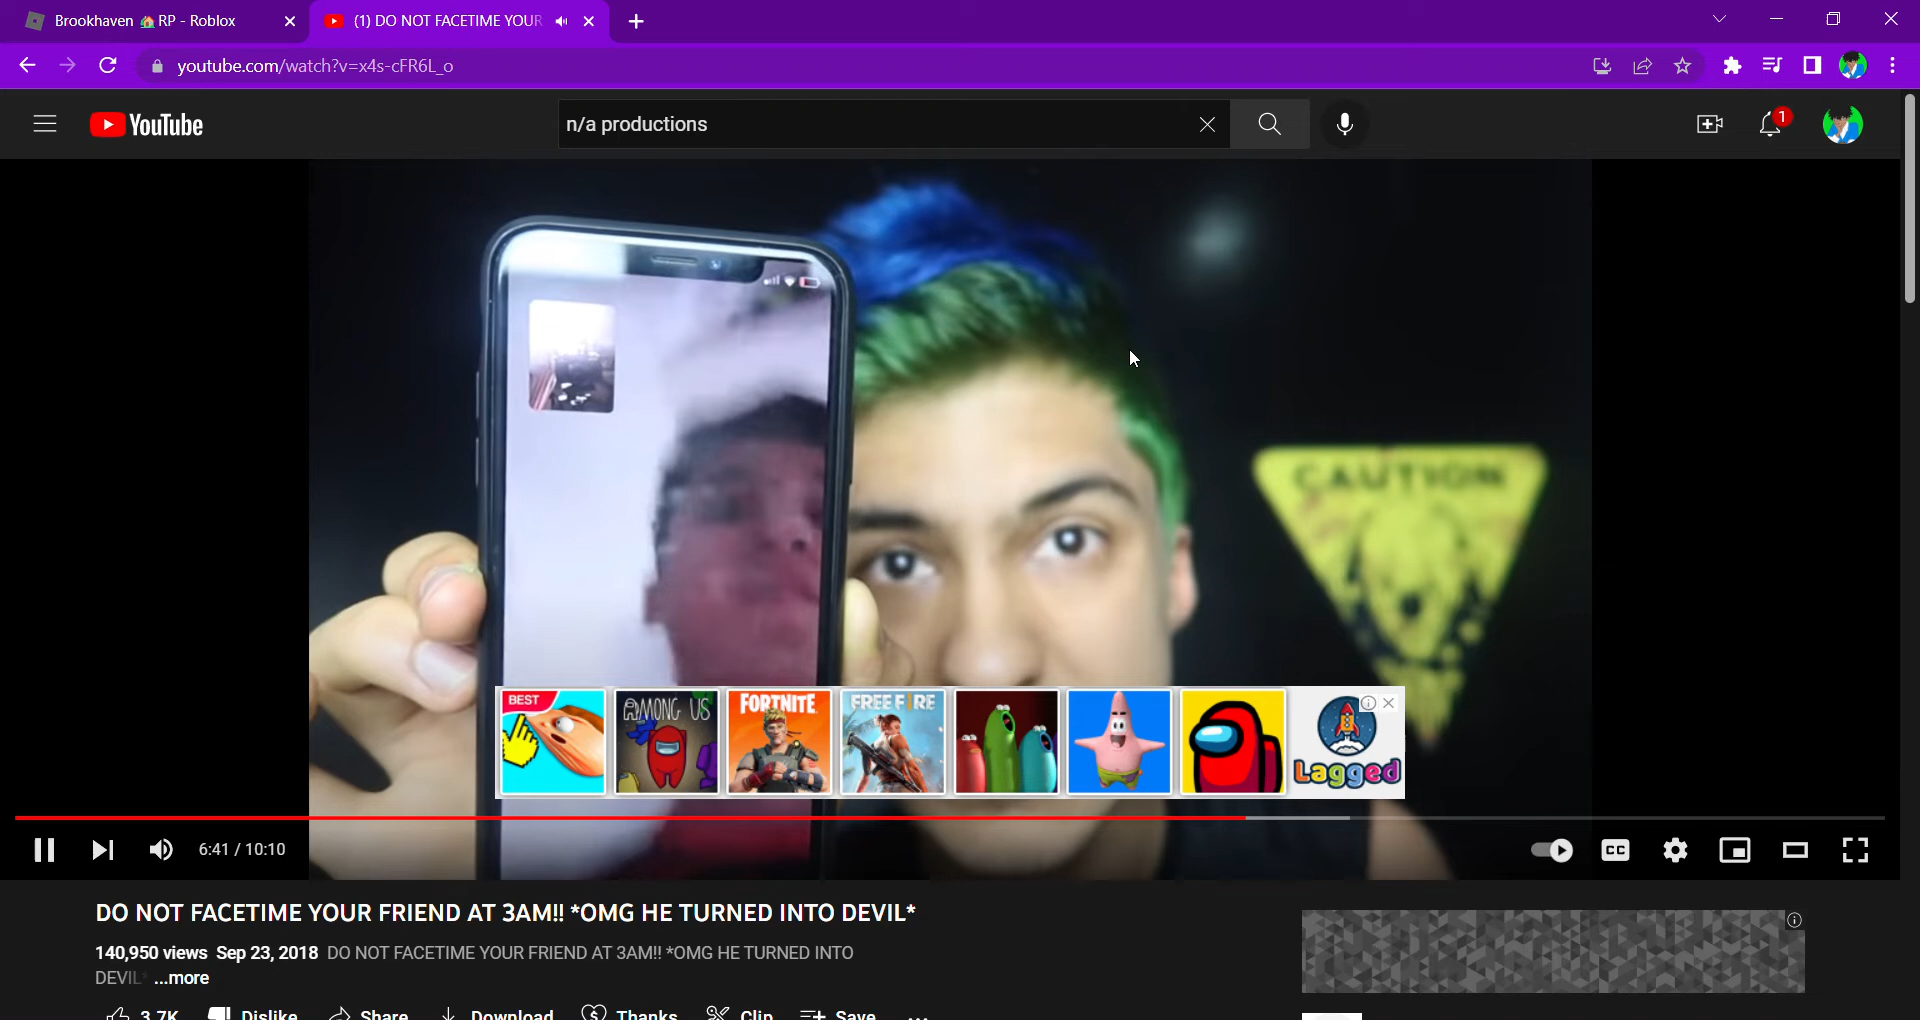 Brookhaven 🏠 RP - Roblox
(1) DO NOT FACETIME YOUR
youtube.com/watch?v=x4s-cFR6L_o
YouTube
n/a productions
1
CAUTION
BEST
AMONG US
FORTNITE
FREE FIRE
Lagged
6:41 / 10:10
CC
DO NOT FACETIME YOUR FRIEND AT 3AM!! *OMG HE TURNED INTO DEVIL*
140,950 views Sep 23, 2018 DO NOT FACETIME YOUR FRIEND AT 3AM!! *OMG HE TURNED INTO
DEVIL* ...more
3.7K Dislike Share Download Thanks Clip Save ...